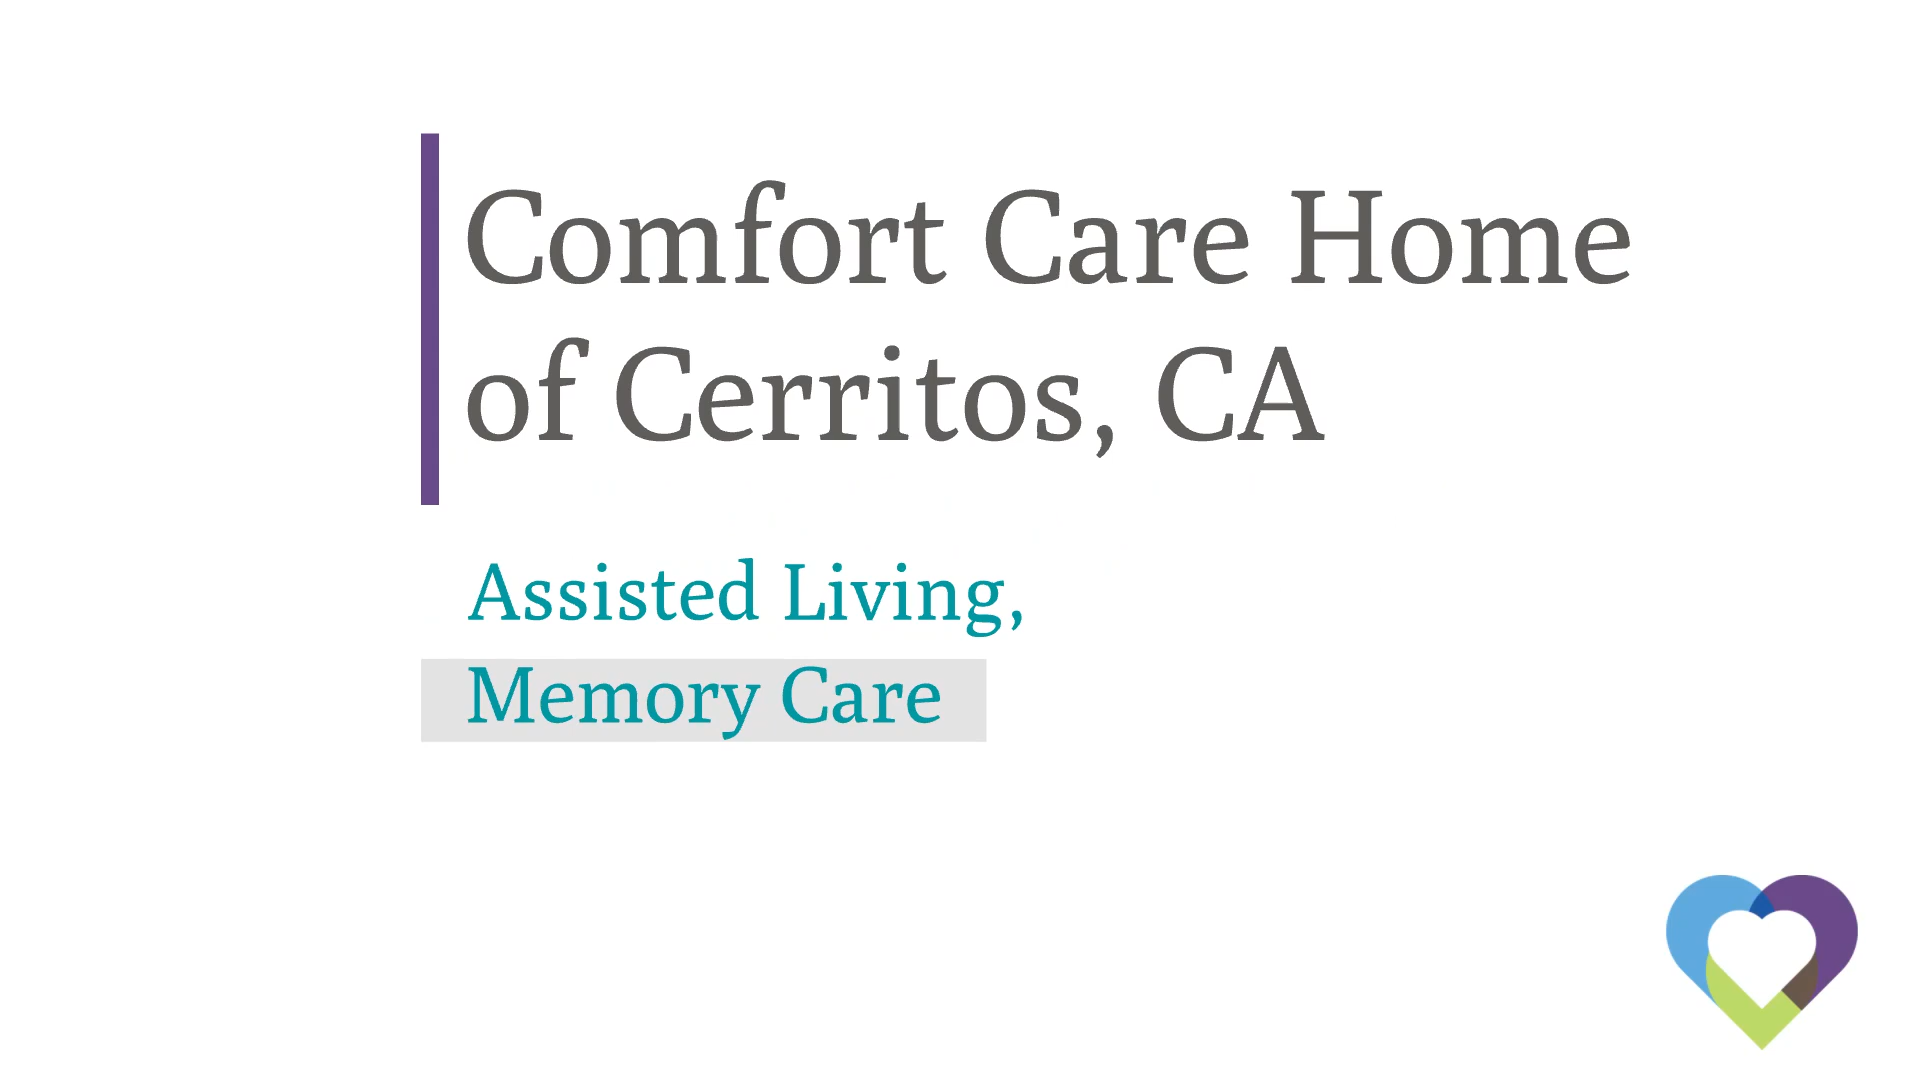 Comfort Care Home
of Cerritos, CA
Assisted Living,
Memory Care